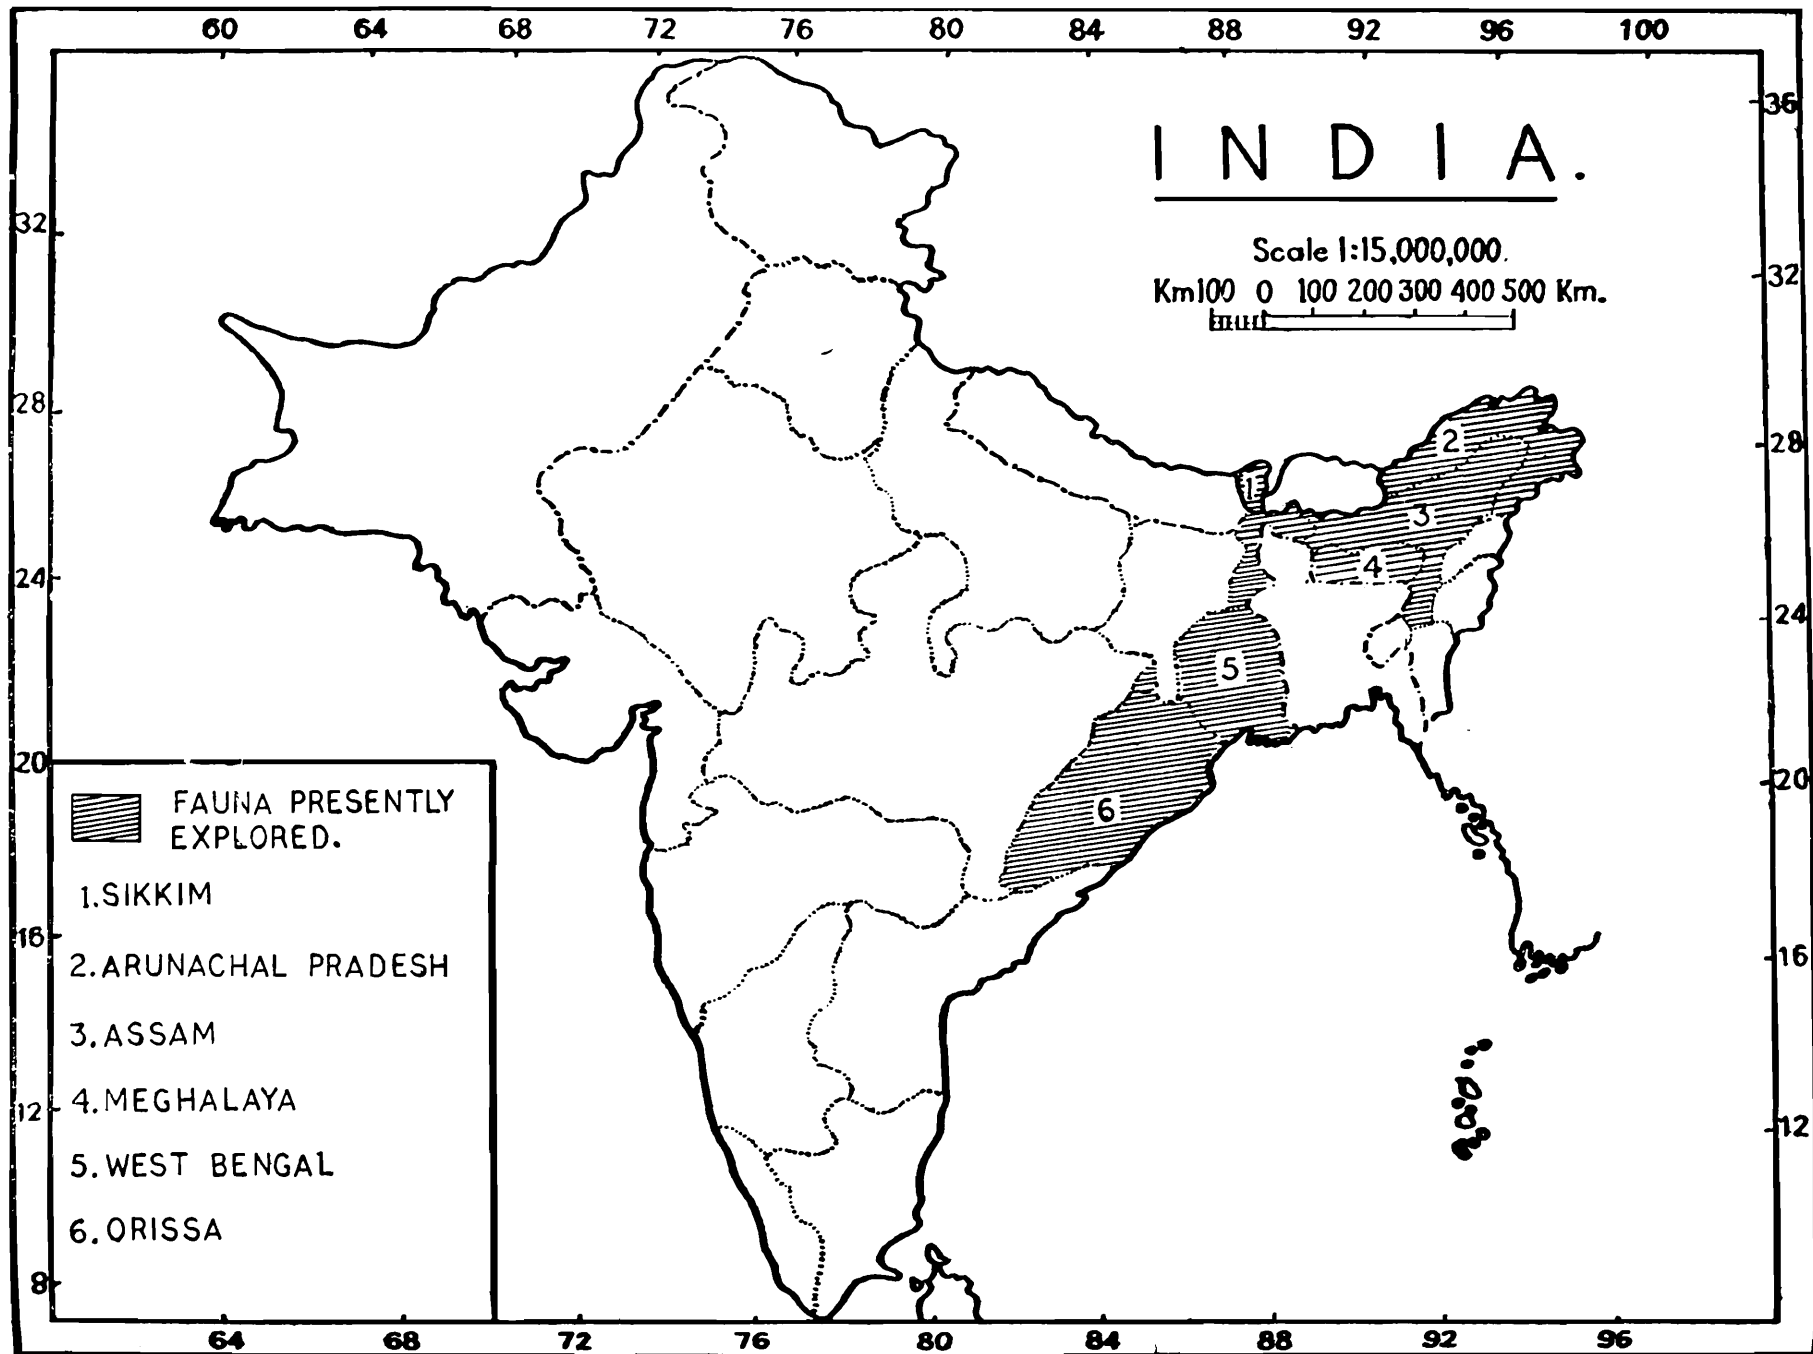 60 64 68 72 76 80 84 88 92 96 100
INDIA.
Scale 1:15,000,000.
Km100 0 100 200 300 400 500 Km.
36
32
28
24
20
16
12
32
28
24
20
16
12
8
1
2
3
4
5
6
FAUNA PRESENTLY
EXPLORED.
1.SIKKIM
2.ARUNACHAL PRADESH
3.ASSAM
4.MEGHALAYA
5.WEST BENGAL
6.ORISSA
64 68 72 76 80 84 88 92 96